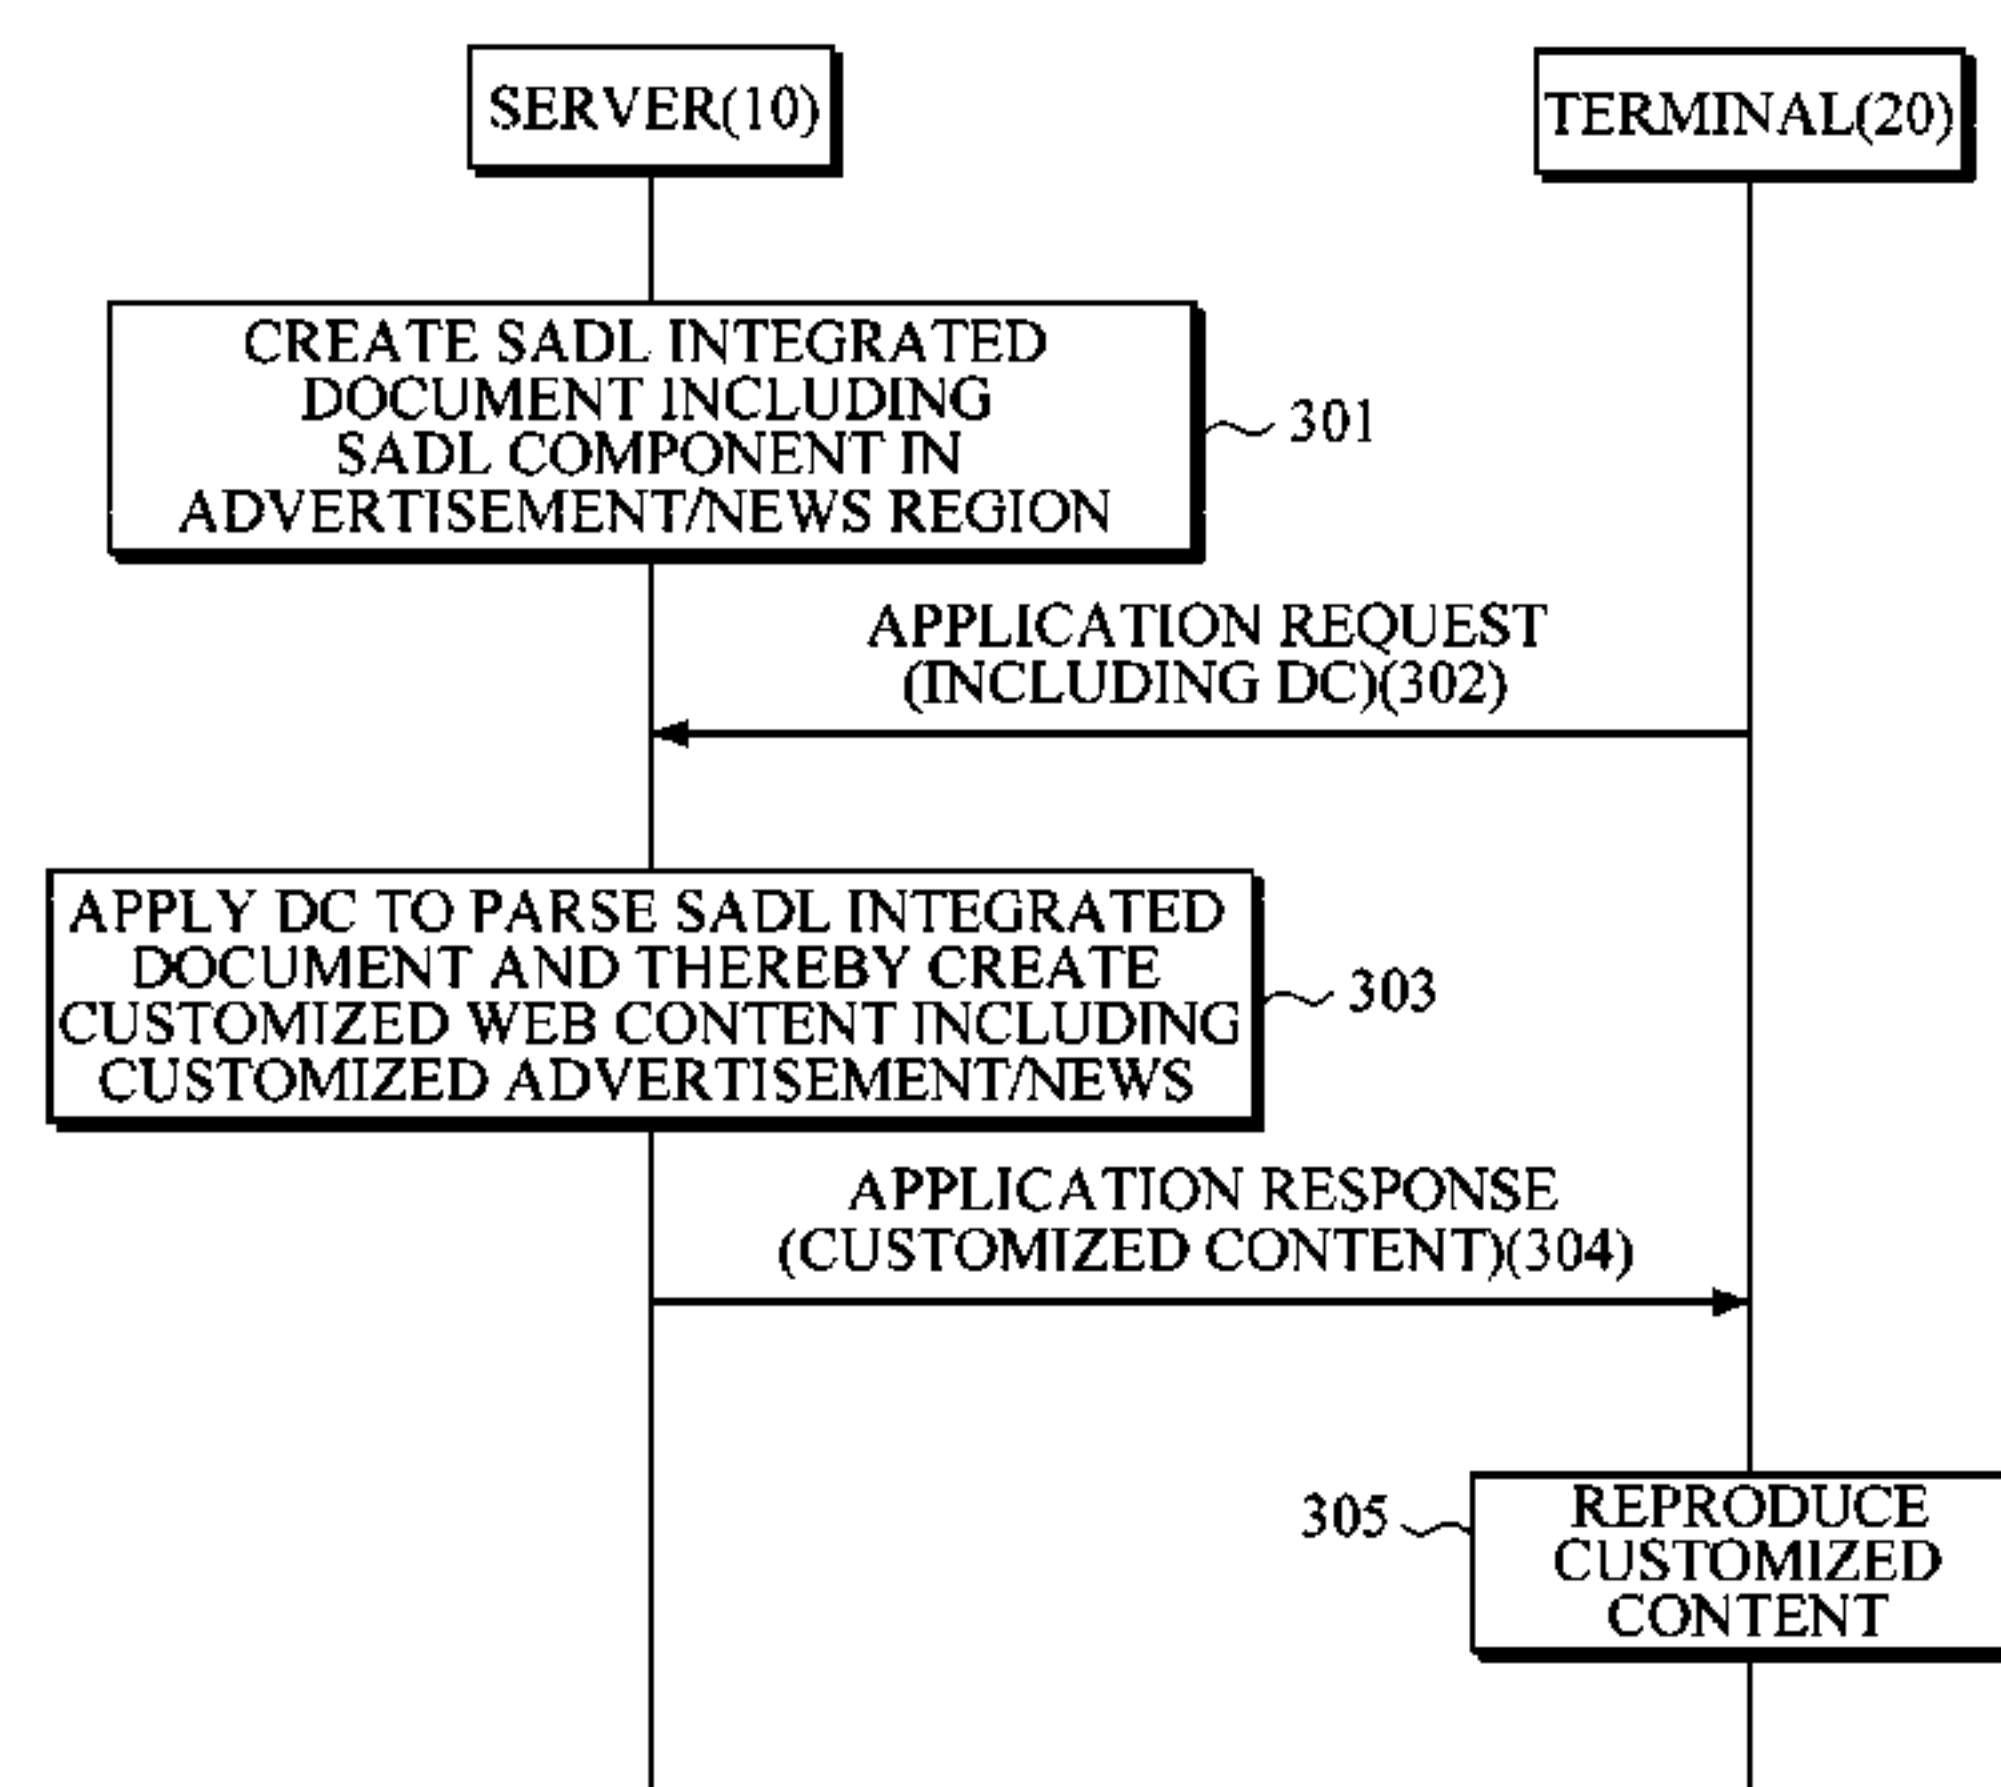 SERVER(10)
TERMINAL(20)
CREATE SADL INTEGRATED
DOCUMENT INCLUDING
SADL COMPONENT IN
ADVERTISEMENT/NEWS REGION
301
APPLICATION REQUEST
(INCLUDING DC)(302)
APPLY DC TO PARSE SADL INTEGRATED
DOCUMENT AND THEREBY CREATE
CUSTOMIZED WEB CONTENT INCLUDING
CUSTOMIZED ADVERTISEMENT/NEWS
303
APPLICATION RESPONSE
(CUSTOMIZED CONTENT)(304)
305
REPRODUCE
CUSTOMIZED
CONTENT